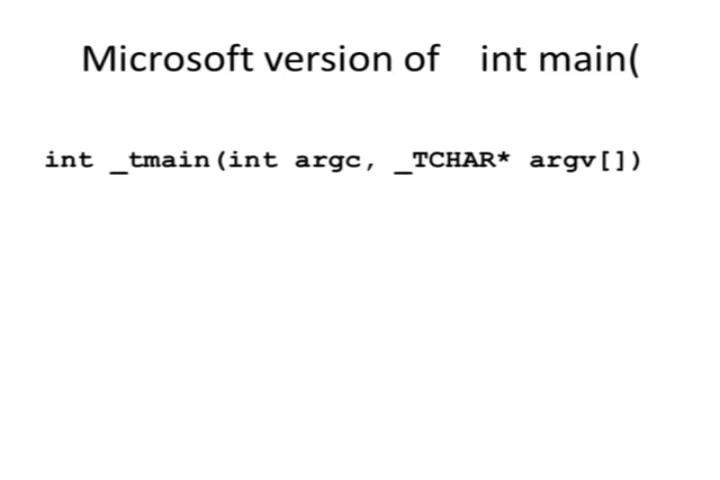 Microsoft version of int main(
int _tmain(int argc, _TCHAR* argv[])